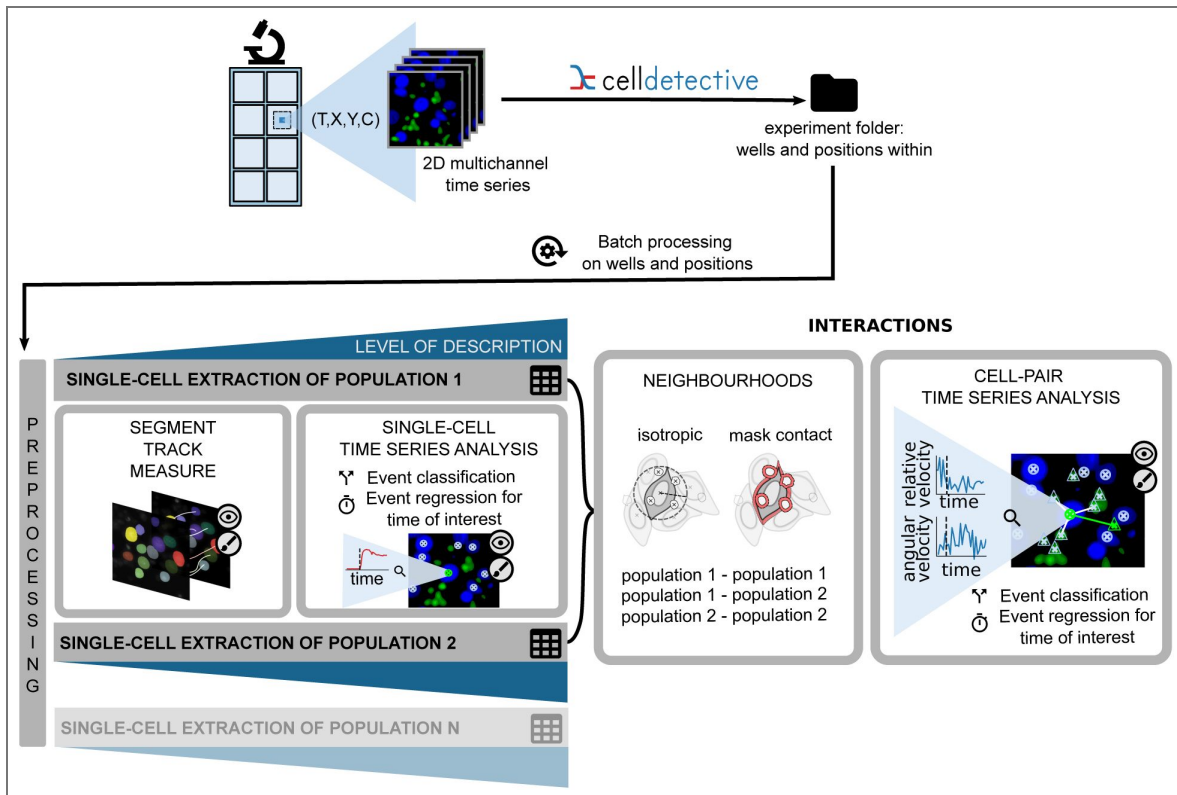 (T,X,Y,C)
2D multichannel
time series
celldetective
experiment folder:
wells and positions within
Batch processing
on wells and positions
PREPROCESSING
LEVEL OF DESCRIPTION
SINGLE-CELL EXTRACTION OF POPULATION 1
SEGMENT
TRACK
MEASURE
SINGLE-CELL
TIME SERIES ANALYSIS
Event classification
Event regression for
time of interest
time
SINGLE-CELL EXTRACTION OF POPULATION 2
SINGLE-CELL EXTRACTION OF POPULATION N
INTERACTIONS
NEIGHBOURHOODS
isotropic
mask contact
population 1 - population 1
population 1 - population 2
population 2 - population 2
CELL-PAIR
TIME SERIES ANALYSIS
relative
velocity
time
angular
velocity
time
Event classification
Event regression for
time of interest